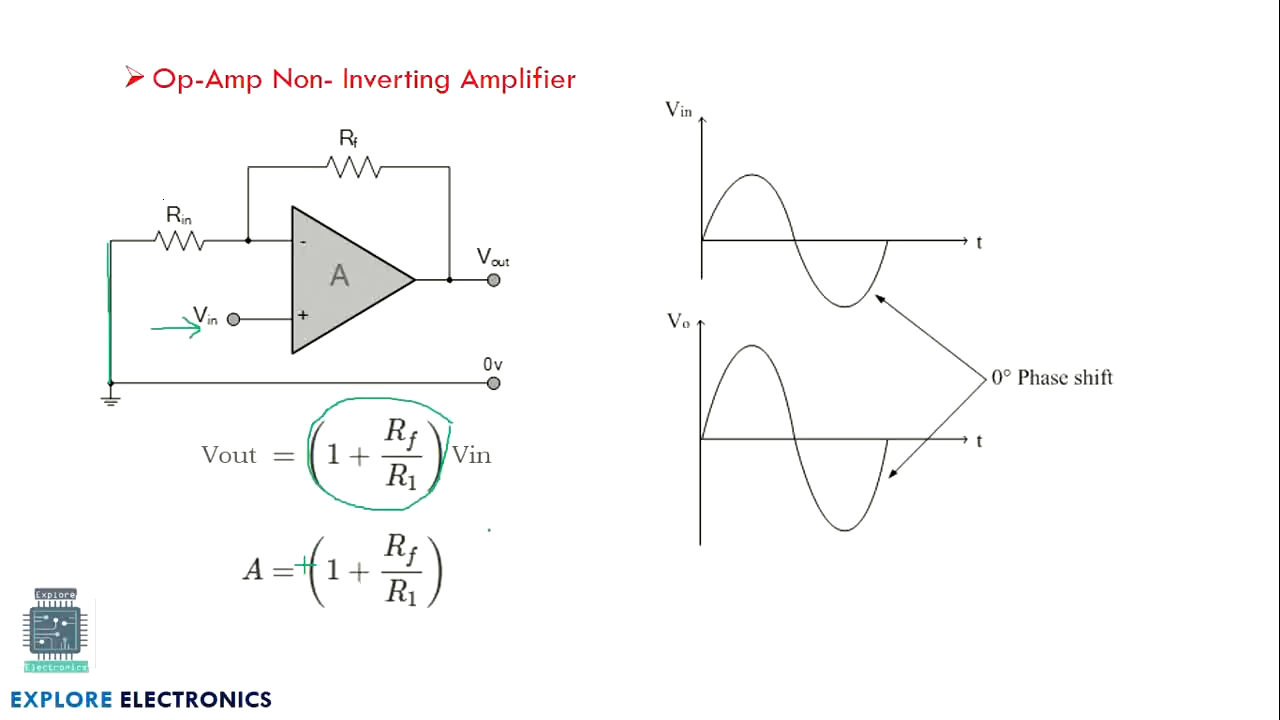 ➢ Op-Amp Non- Inverting Amplifier
Rf
Rin
-
A
Vout
Vin
+
0v
Vout = (1 + Rf/R1) Vin
A = +(1 + Rf/R1)
Vin
t
Vo
0° Phase shift
t
Explore
Electronics
EXPLORE ELECTRONICS